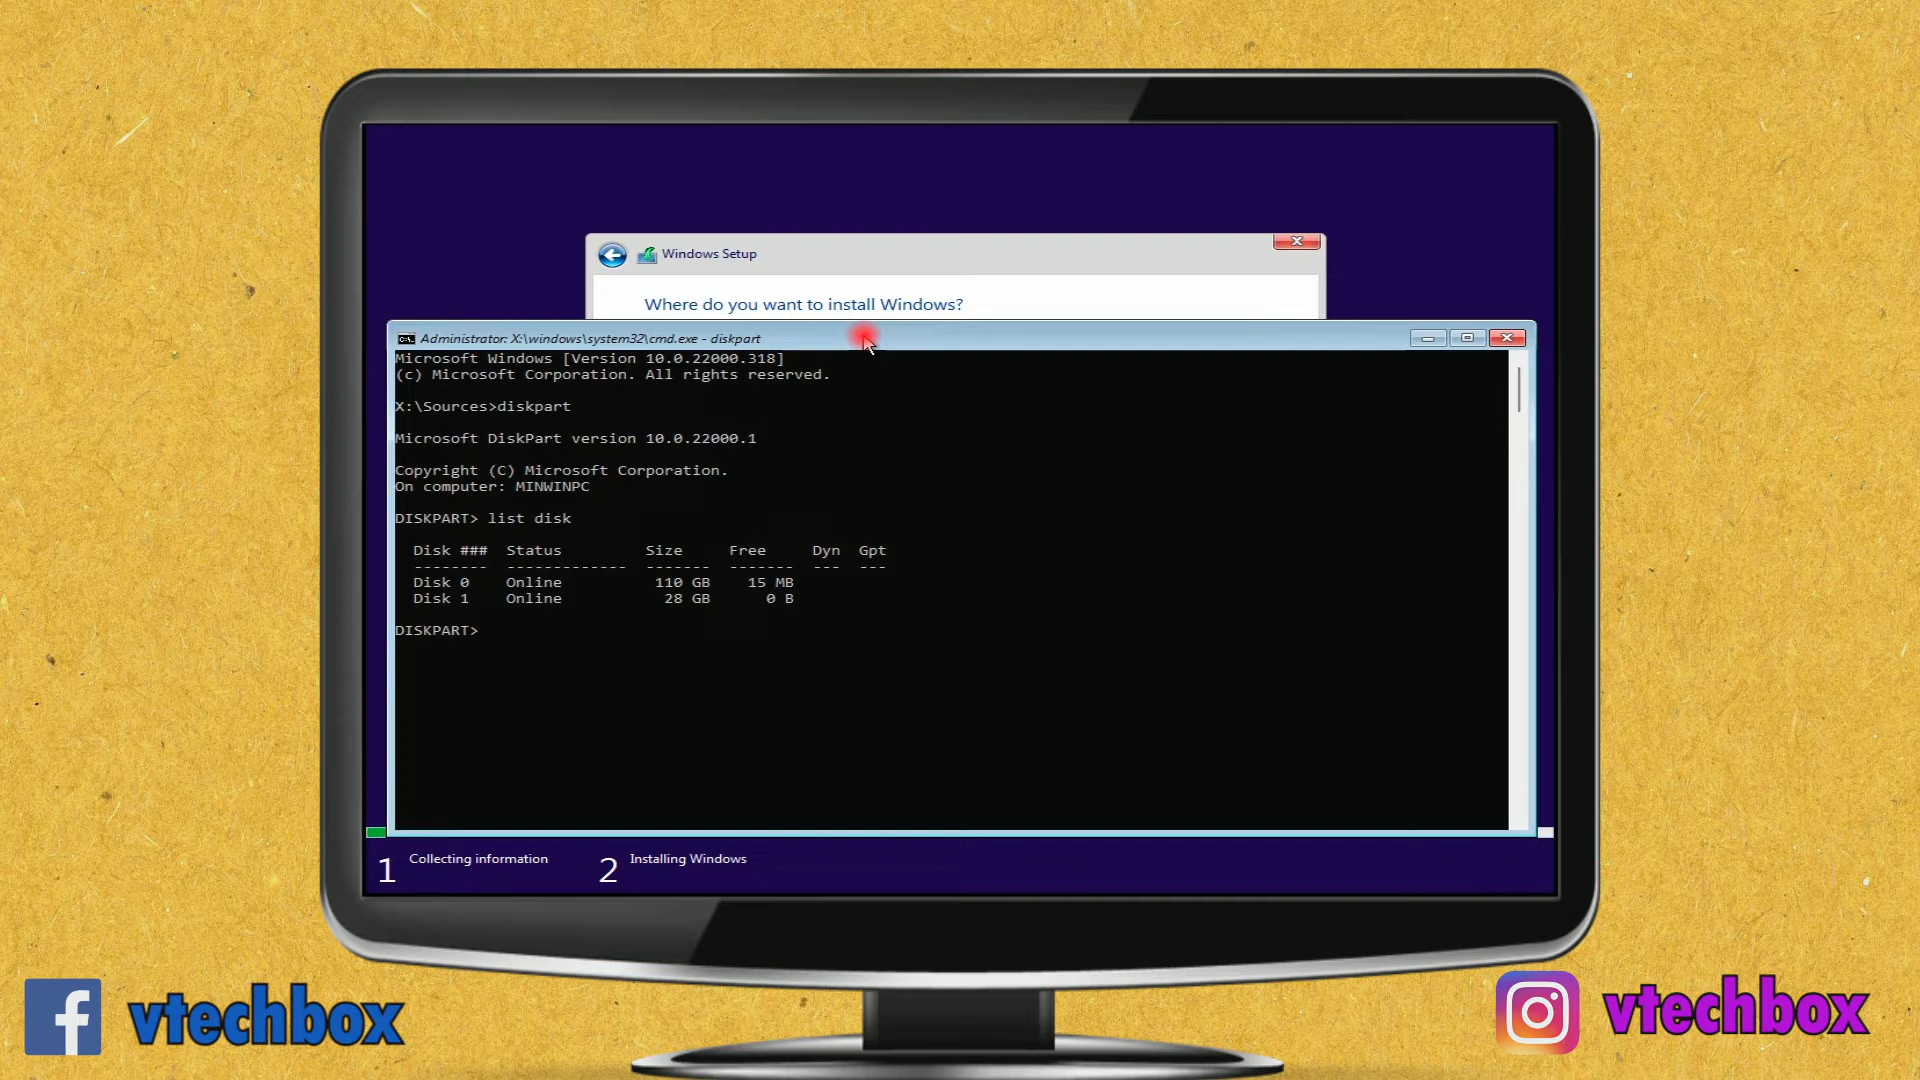 Windows Setup
Where do you want to install Windows?
Administrator: X:\windows\system32\cmd.exe - diskpart
Microsoft Windows [Version 10.0.22000.318]
(c) Microsoft Corporation. All rights reserved.
X:\Sources>diskpart
Microsoft DiskPart version 10.0.22000.1
Copyright (C) Microsoft Corporation.
On computer: MINWINPC
DISKPART> list disk
Disk ### Status Size Free Dyn Gpt
-------- ------------- ------- ------- --- ---
Disk 0 Online 110 GB 15 MB
Disk 1 Online 28 GB 0 B
DISKPART>
1 Collecting information 2 Installing Windows
vtechbox
vtechbox